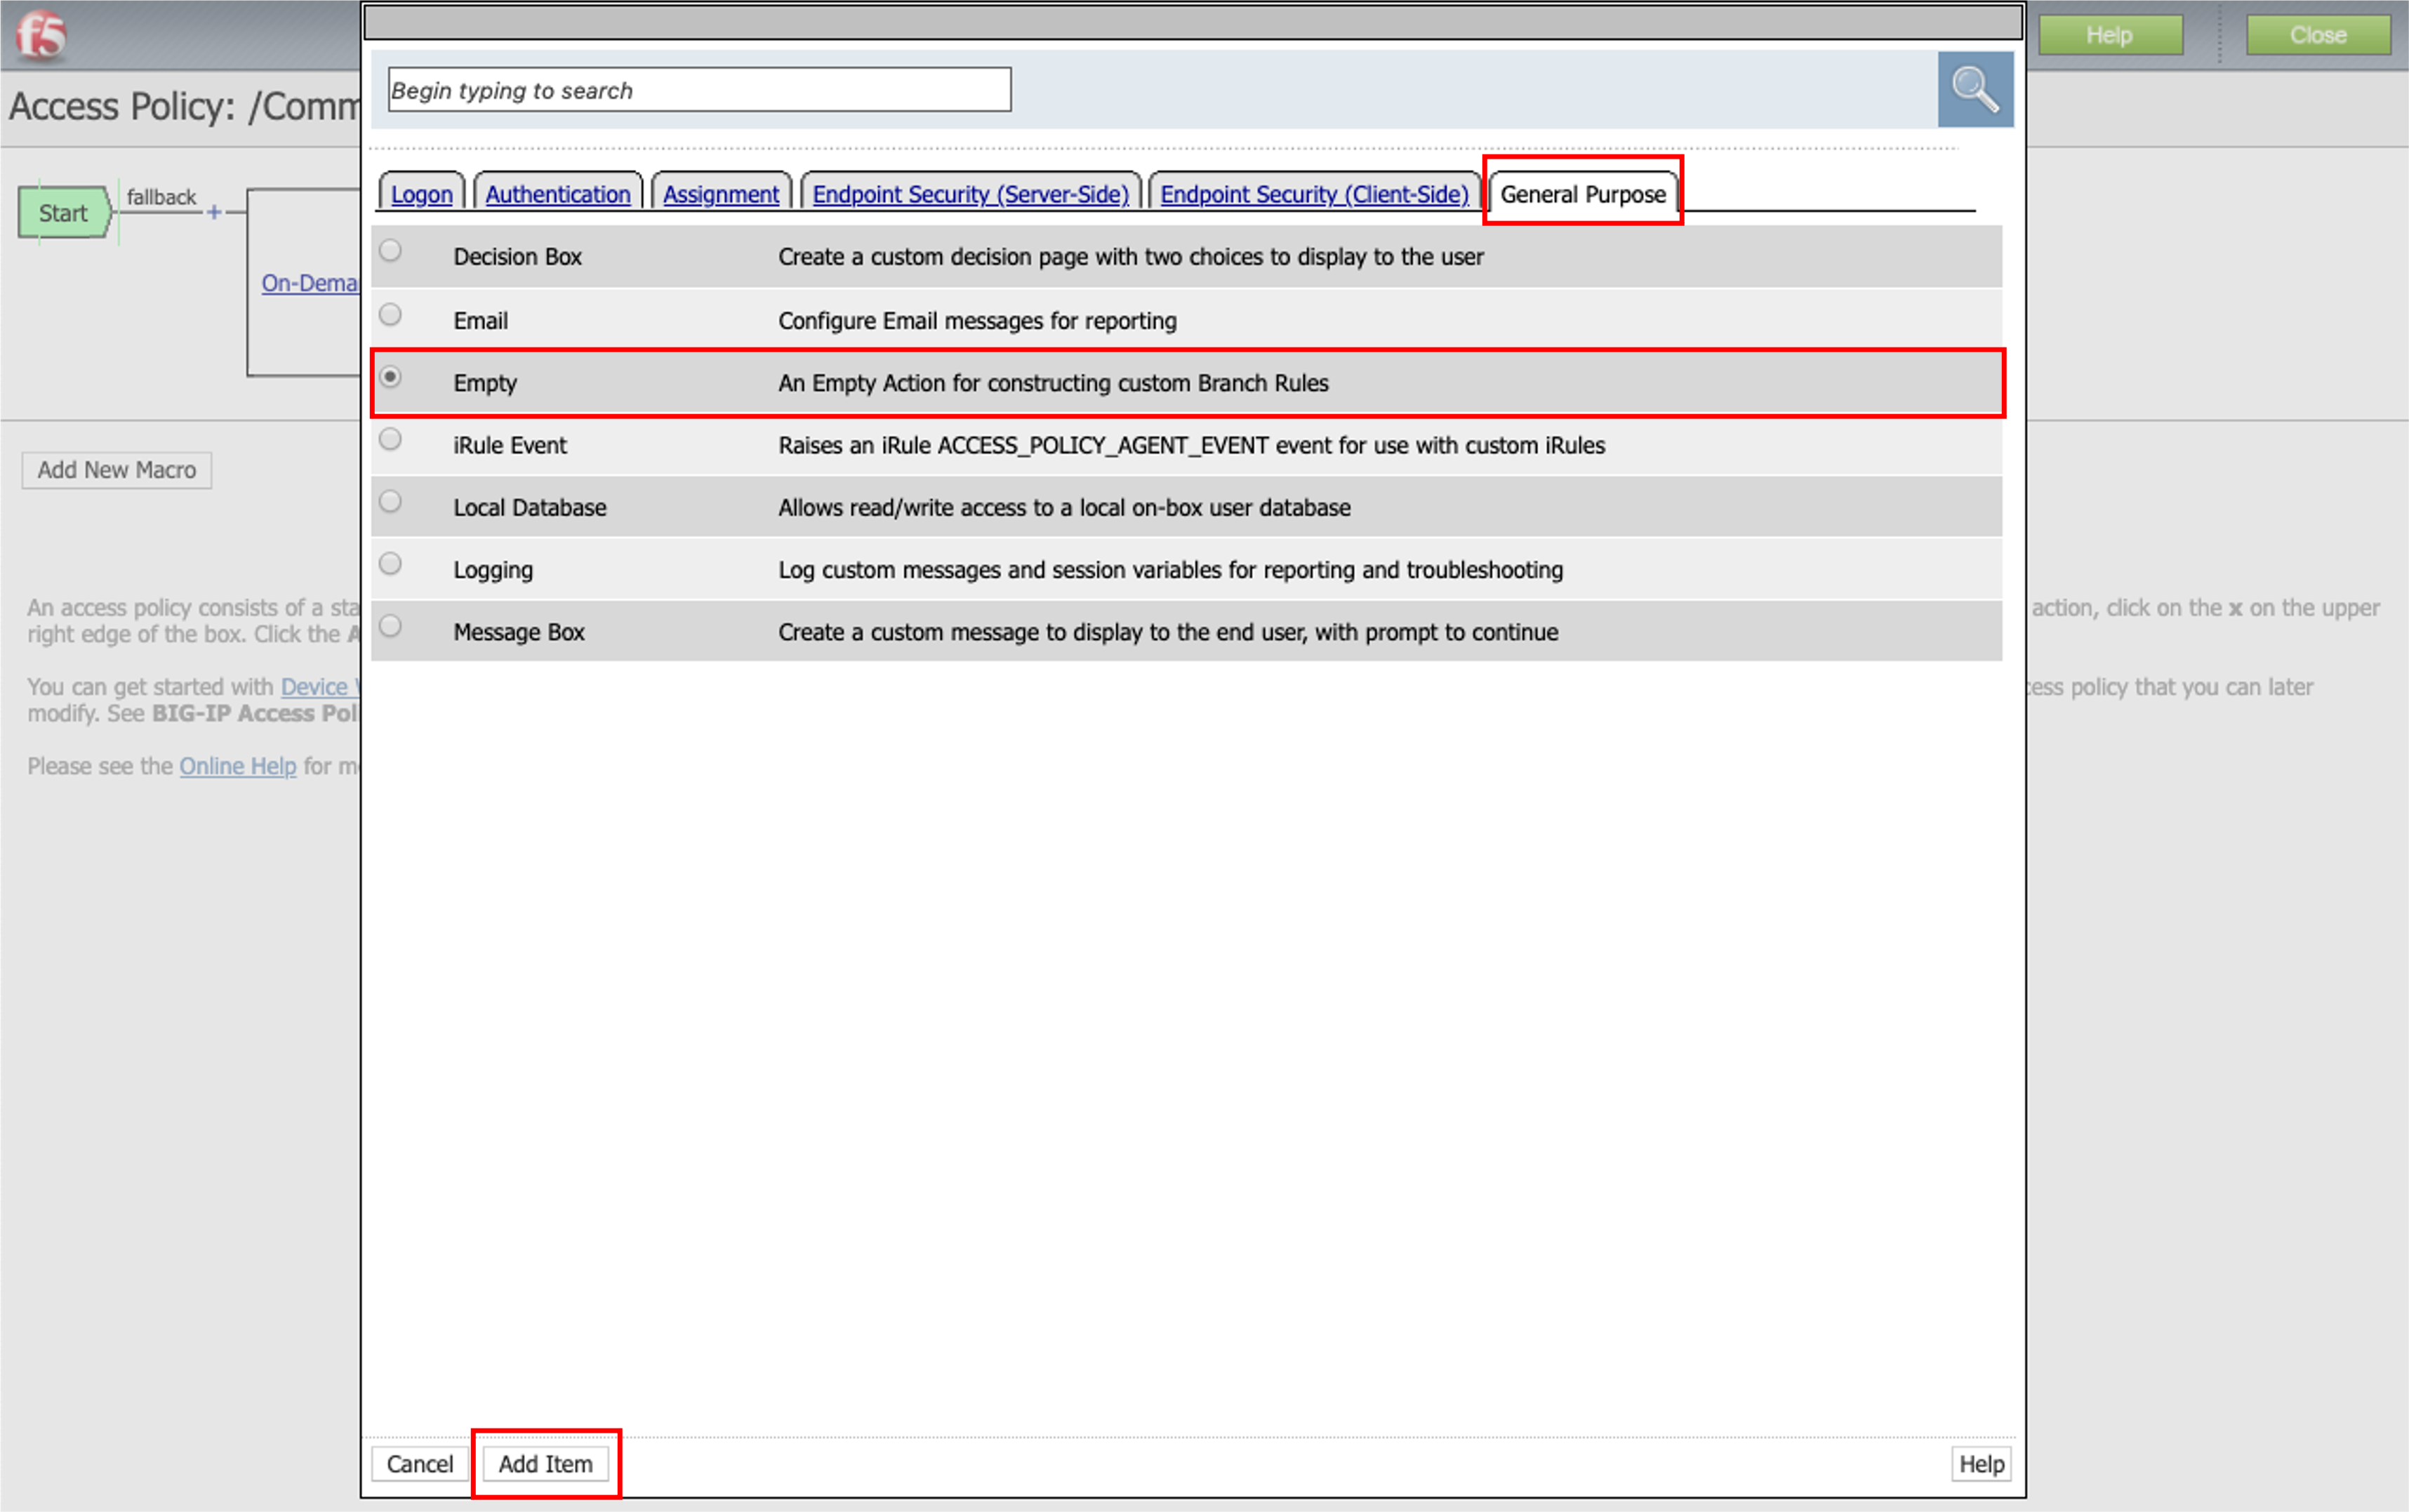 f5
Help
Close
Begin typing to search
Access Policy: /Comm
Logon
Authentication
Assignment
Endpoint Security (Server-Side)
Endpoint Security (Client-Side)
General Purpose
Start
fallback
+
On-Dema
Decision Box Create a custom decision page with two choices to display to the user
Email Configure Email messages for reporting
Empty An Empty Action for constructing custom Branch Rules
iRule Event Raises an iRule ACCESS_POLICY_AGENT_EVENT event for use with custom iRules
Local Database Allows read/write access to a local on-box user database
Logging Log custom messages and session variables for reporting and troubleshooting
Message Box Create a custom message to display to the end user, with prompt to continue
Add New Macro
An access policy consists of a sta
action, click on the x on the upper
right edge of the box. Click the A
You can get started with Device
cess policy that you can later
modify. See BIG-IP Access Poli
Please see the Online Help for m
Cancel
Add Item
Help